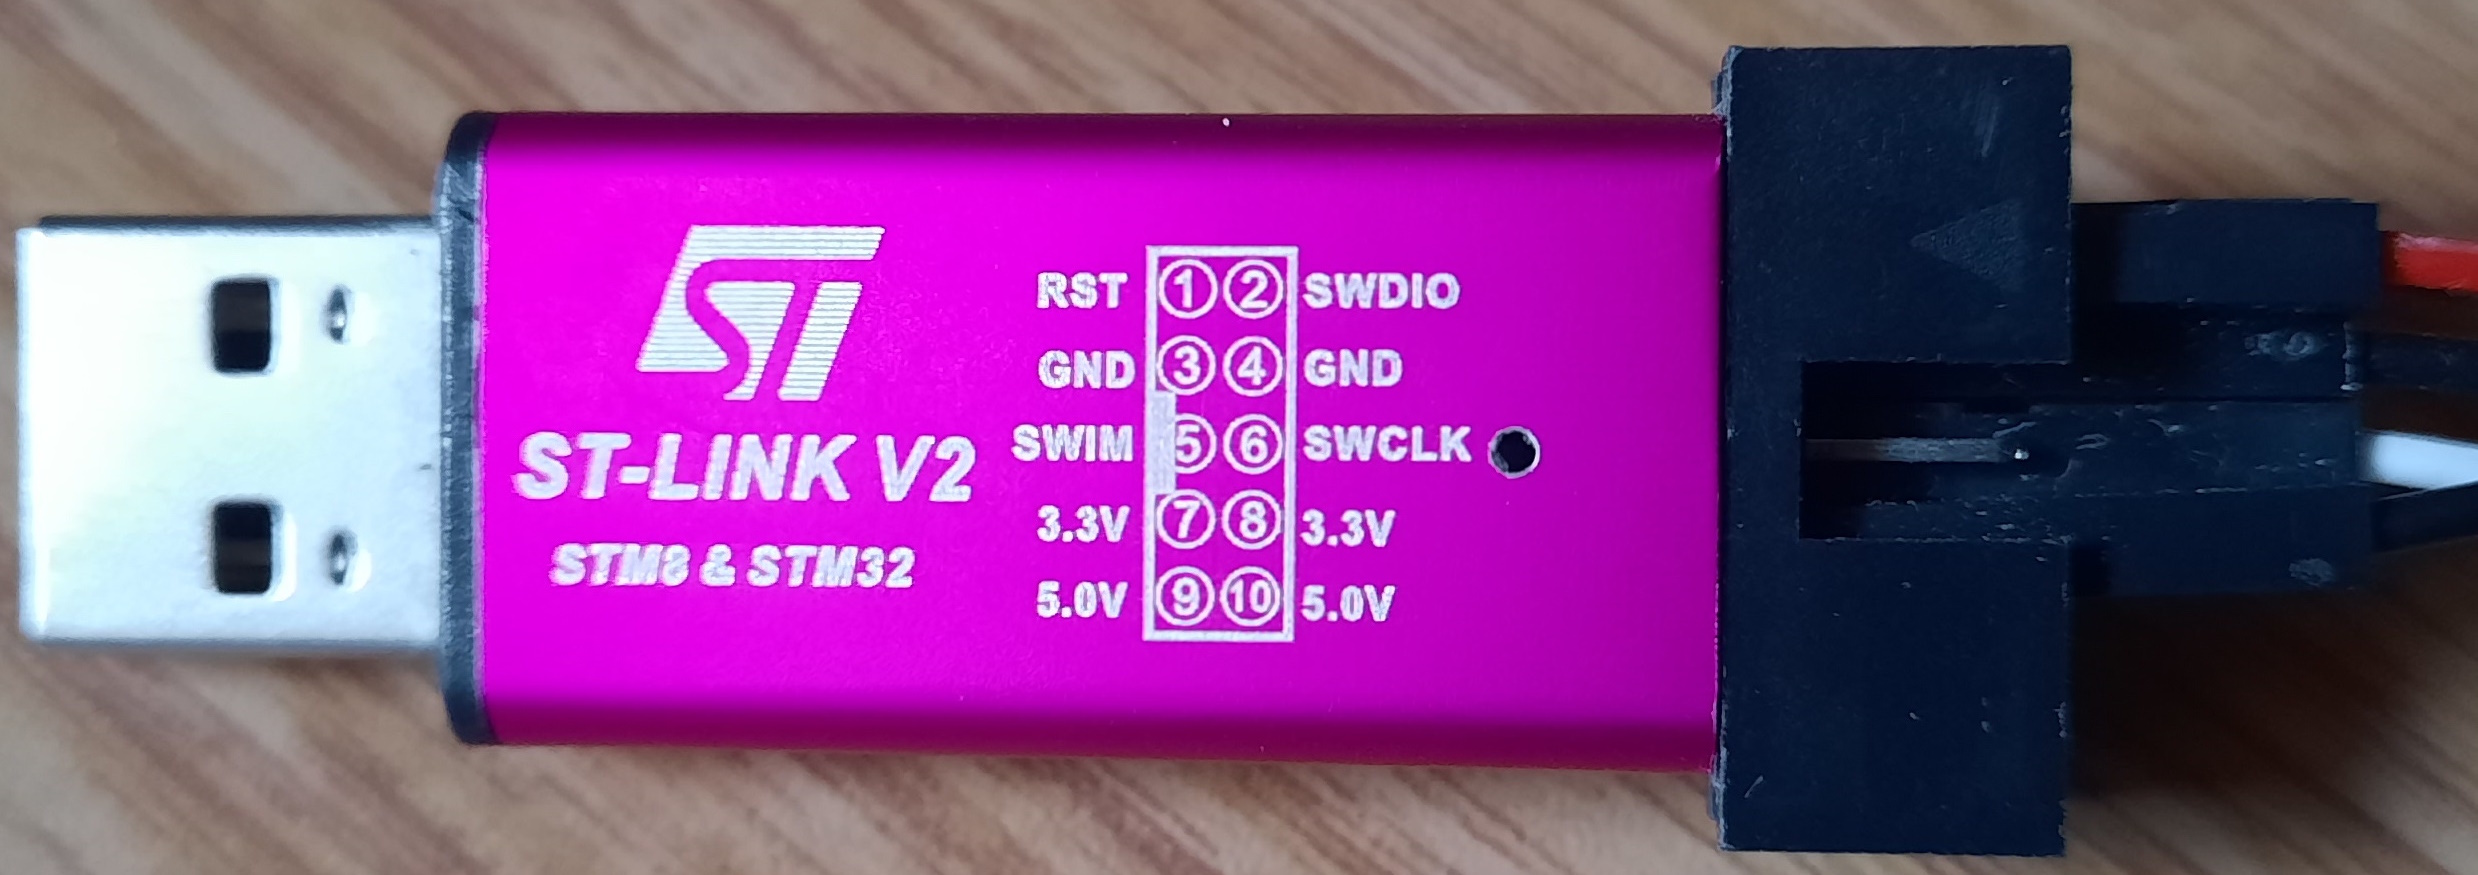 ST
ST-LINK V2
STM8 & STM32
RST 1 2 SWDIO
GND 3 4 GND
SWIM 5 6 SWCLK
3.3V 7 8 3.3V
5.0V 9 10 5.0V